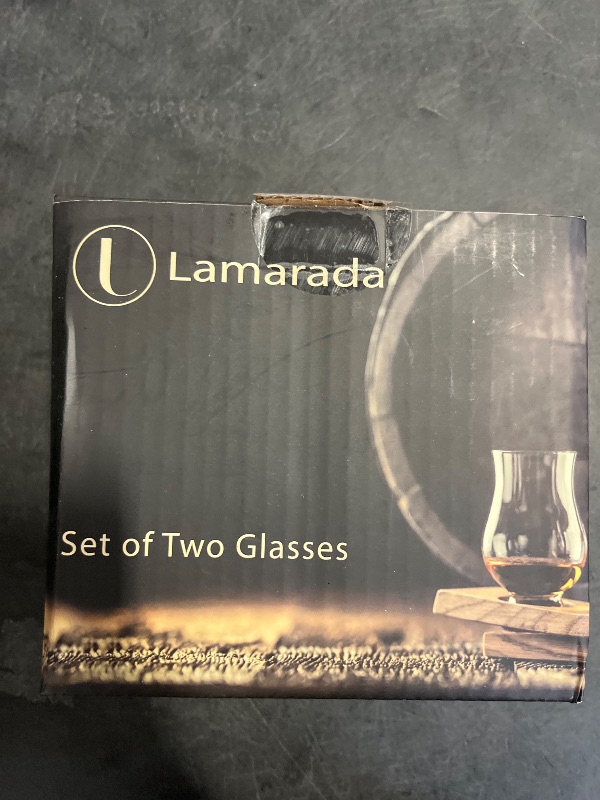 Lamarada
Set of Two Glasses